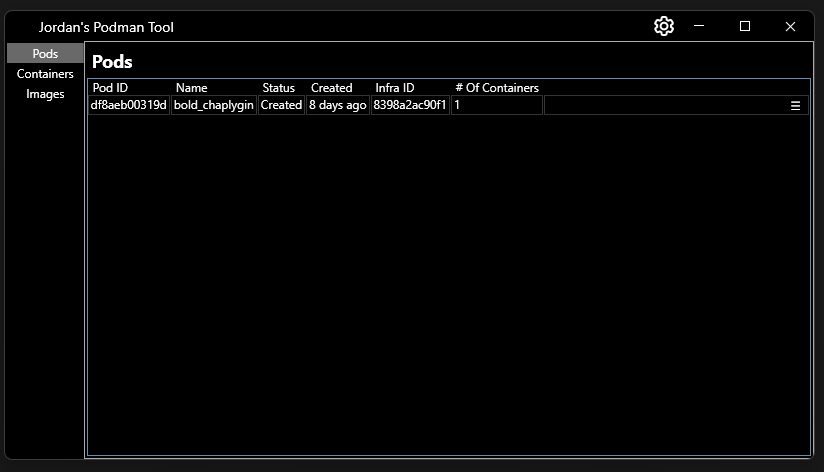 Jordan's Podman Tool
Pods
Containers
Images
Pods
Pod ID Name Status Created Infra ID # Of Containers
df8aeb00319d bold_chaplygin Created 8 days ago 8398a2ac90f1 1